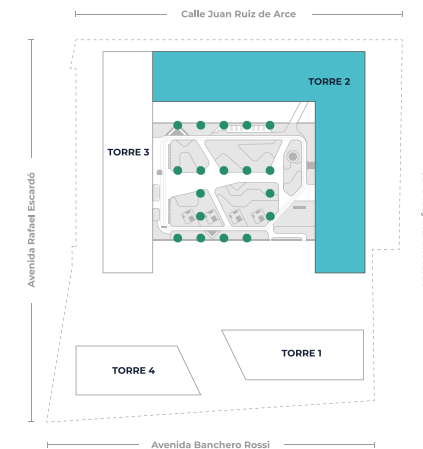 Calle Juan Ruiz de Arce
TORRE 2
TORRE 3
Avenida Rafael Escardó
TORRE 1
TORRE 4
Avenida Banchero Rossi